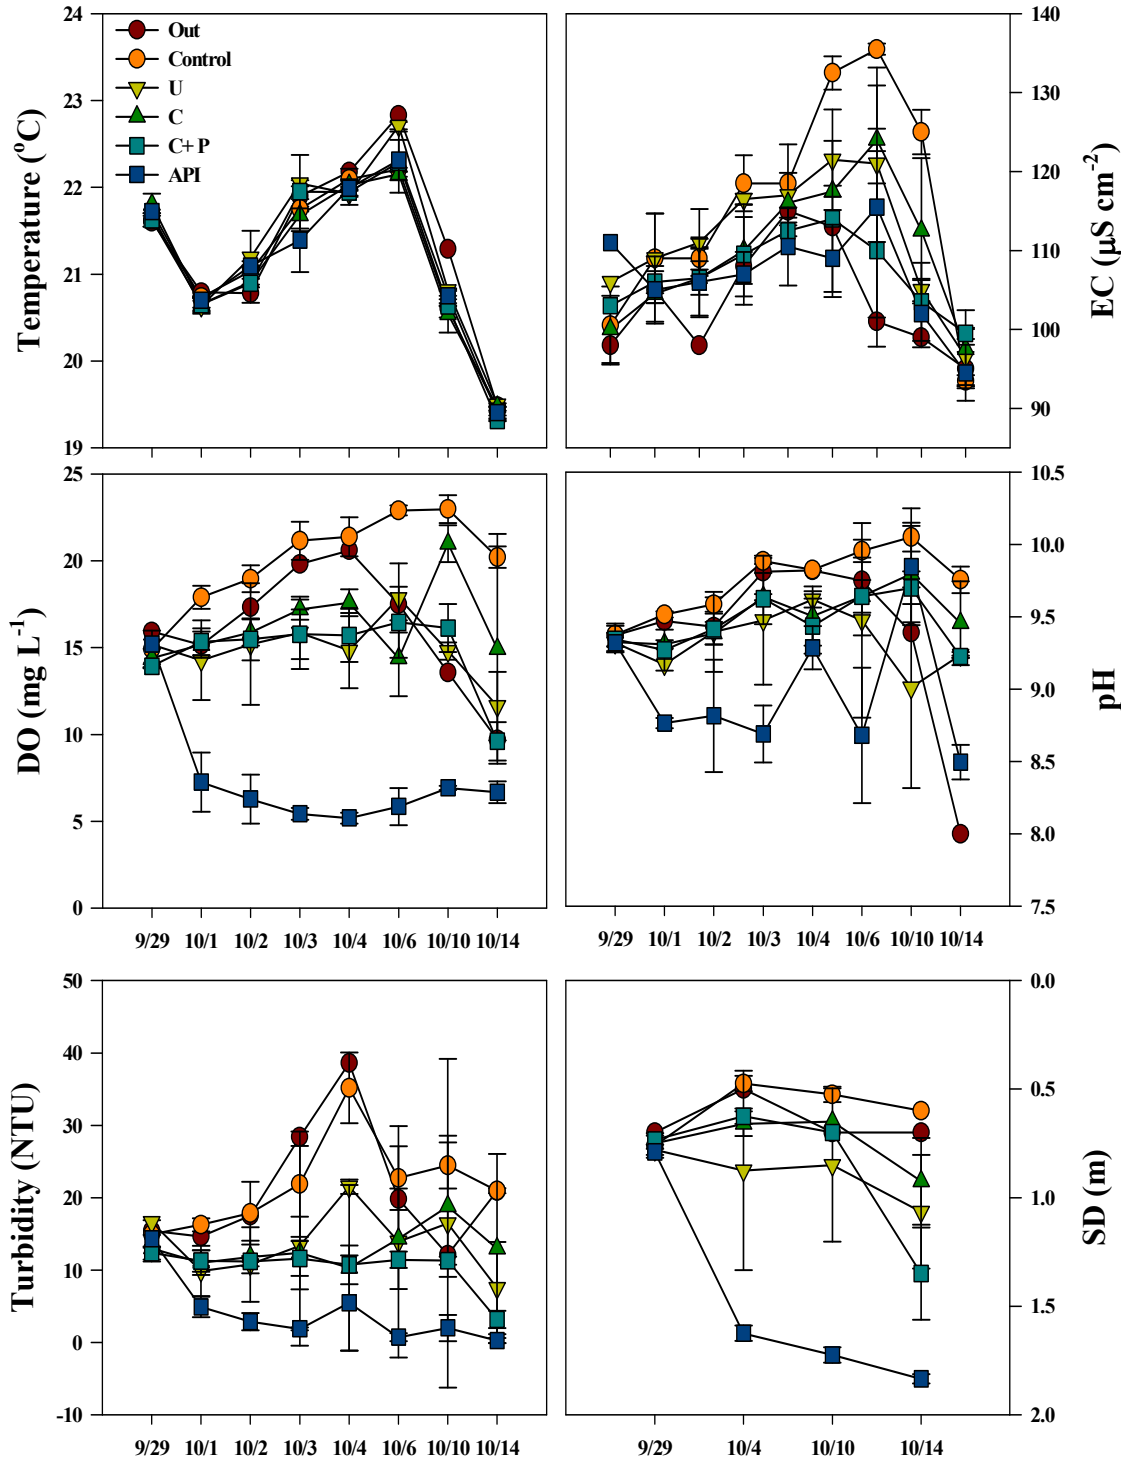 24
23
22
21
20
19
Temperature (°C)
Out
Control
U
C
C+ P
API
140
130
120
110
100
90
EC (µS cm⁻²)
25
20
15
10
5
0
DO (mg L⁻¹)
9/29 10/1 10/2 10/3 10/4 10/6 10/10 10/14
10.5
10.0
9.5
9.0
8.5
8.0
7.5
pH
9/29 10/1 10/2 10/3 10/4 10/6 10/10 10/14
50
40
30
20
10
0
-10
Turbidity (NTU)
9/29 10/1 10/2 10/3 10/4 10/6 10/10 10/14
0.0
0.5
1.0
1.5
2.0
SD (m)
9/29 10/4 10/10 10/14